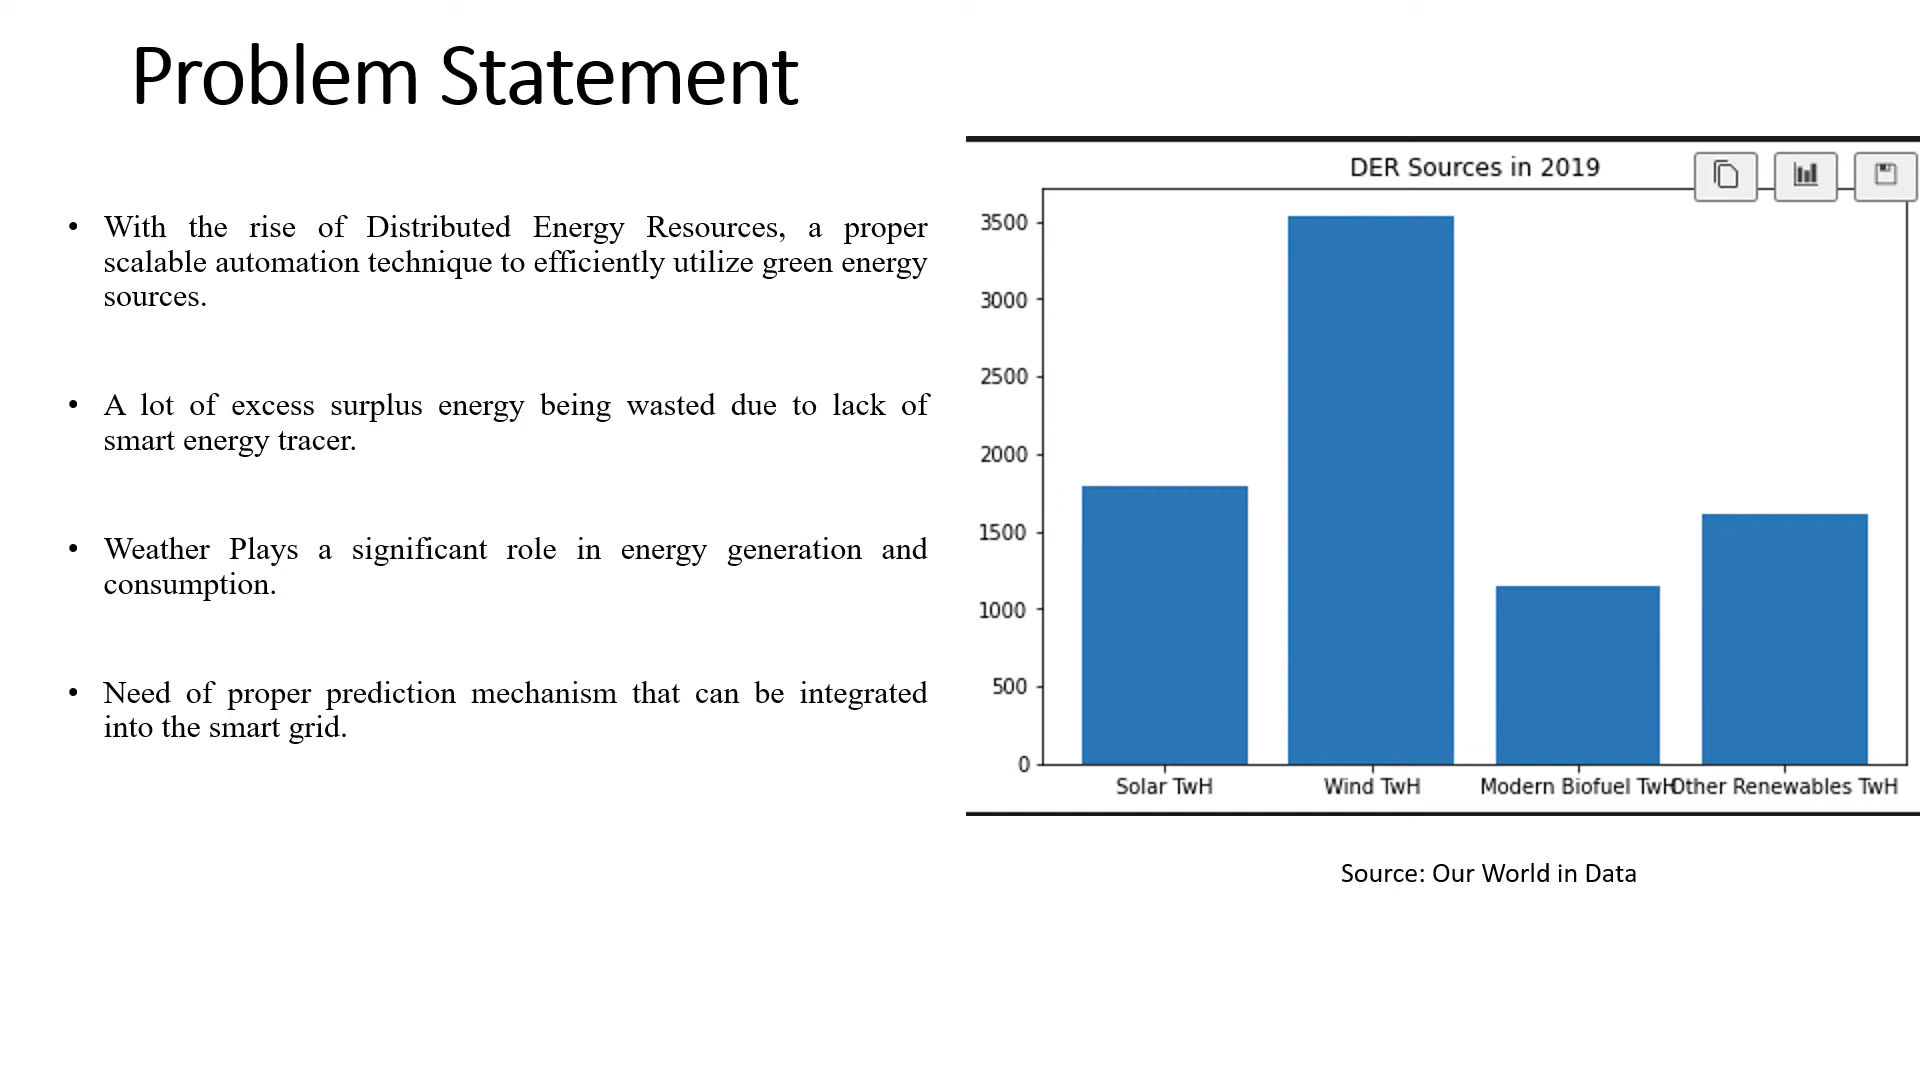 Problem Statement
• With the rise of Distributed Energy Resources, a proper
scalable automation technique to efficiently utilize green energy
sources.
• A lot of excess surplus energy being wasted due to lack of
smart energy tracer.
• Weather Plays a significant role in energy generation and
consumption.
• Need of proper prediction mechanism that can be integrated
into the smart grid.
DER Sources in 2019
3500
3000
2500
2000
1500
1000
500
0
Solar TwH
Wind TwH
Modern Biofuel TwH
Other Renewables TwH
Source: Our World in Data